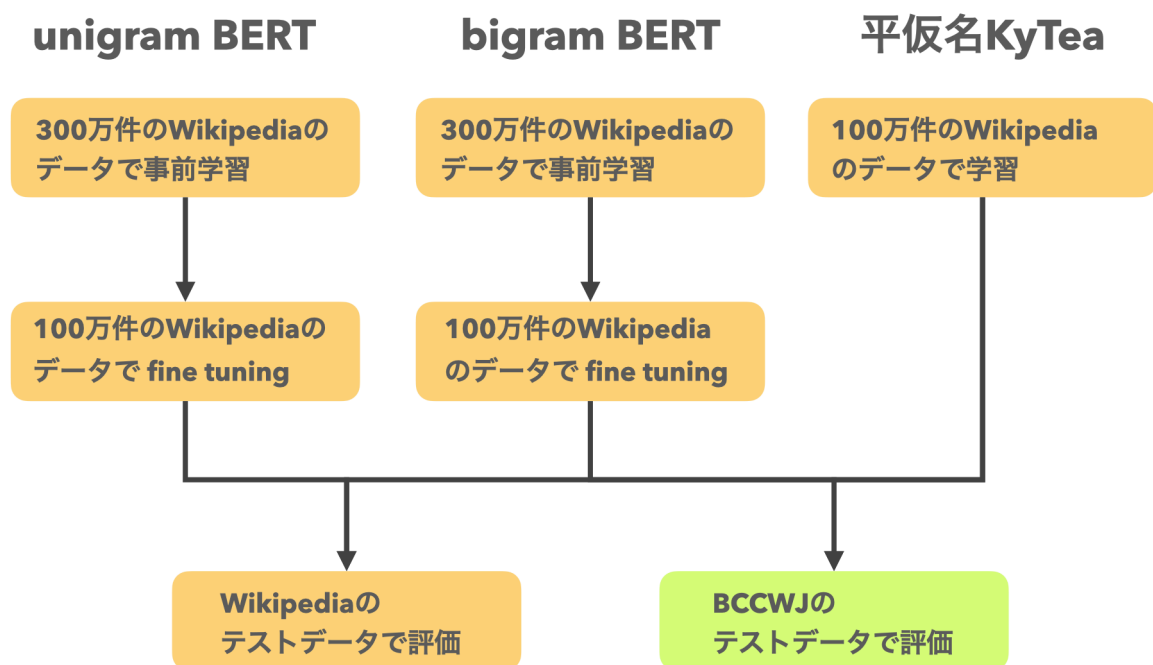 unigram BERT
bigram BERT
平仮名KyTea
300万件のWikipediaの
データで事前学習
300万件のWikipediaの
データで事前学習
100万件のWikipedia
のデータで学習
100万件のWikipediaの
データで fine tuning
100万件のWikipedia
のデータで fine tuning
Wikipediaの
テストデータで評価
BCCWJの
テストデータで評価